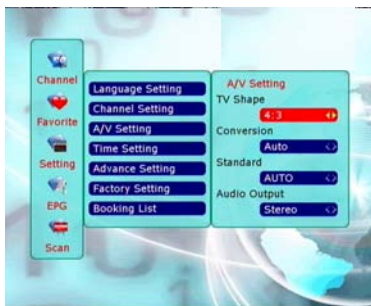 Channel
Favorite
Setting
EPG
Scan
Language Setting
Channel Setting
A/V Setting
Time Setting
Advance Setting
Factory Setting
Booking List
A/V Setting
TV Shape
4:3
Conversion
Auto
Standard
AUTO
Audio Output
Stereo